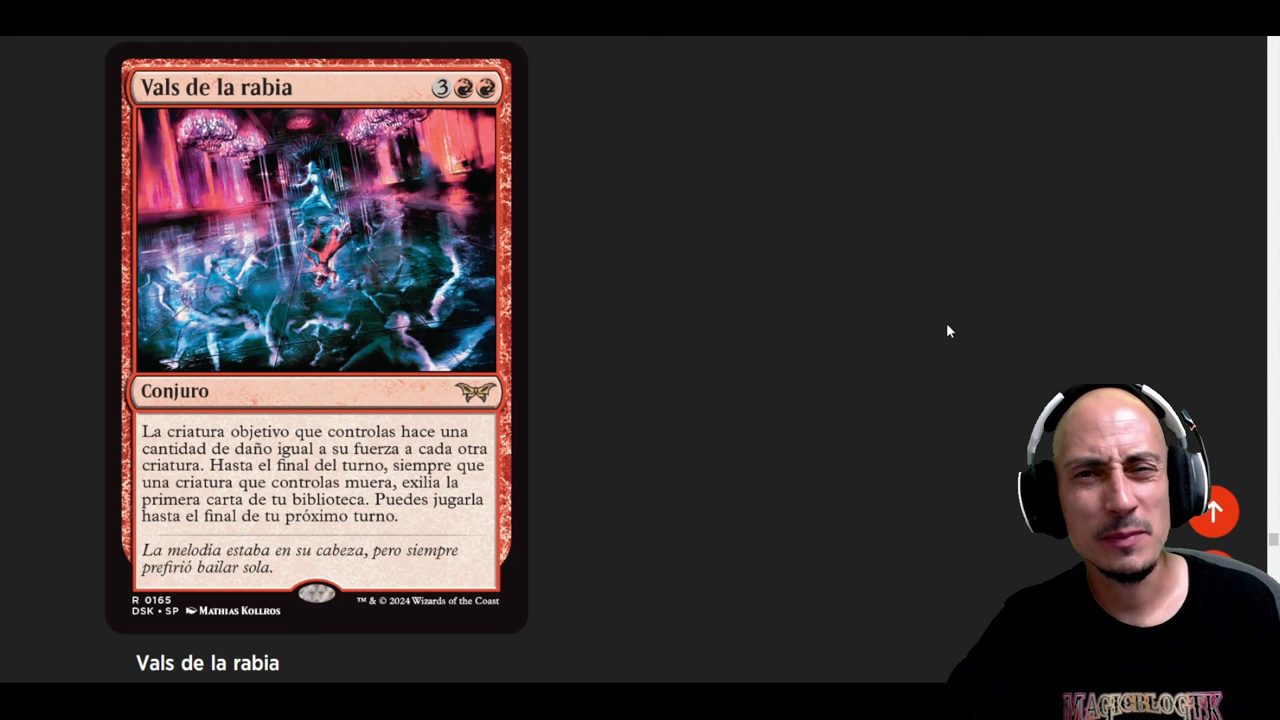 Vals de la rabia 3
Conjuro
La criatura objetivo que controlas hace una
cantidad de daño igual a su fuerza a cada otra
criatura. Hasta el final del turno, siempre que
una criatura que controlas muera, exilia la
primera carta de tu biblioteca. Puedes jugarla
hasta el final de tu próximo turno.
La melodía estaba en su cabeza, pero siempre
prefirió bailar sola.
R 0165
DSK • SP MATHIAS KOLLROS
™ & © 2024 Wizards of the Coast
Vals de la rabia
MAGICBLOGTK